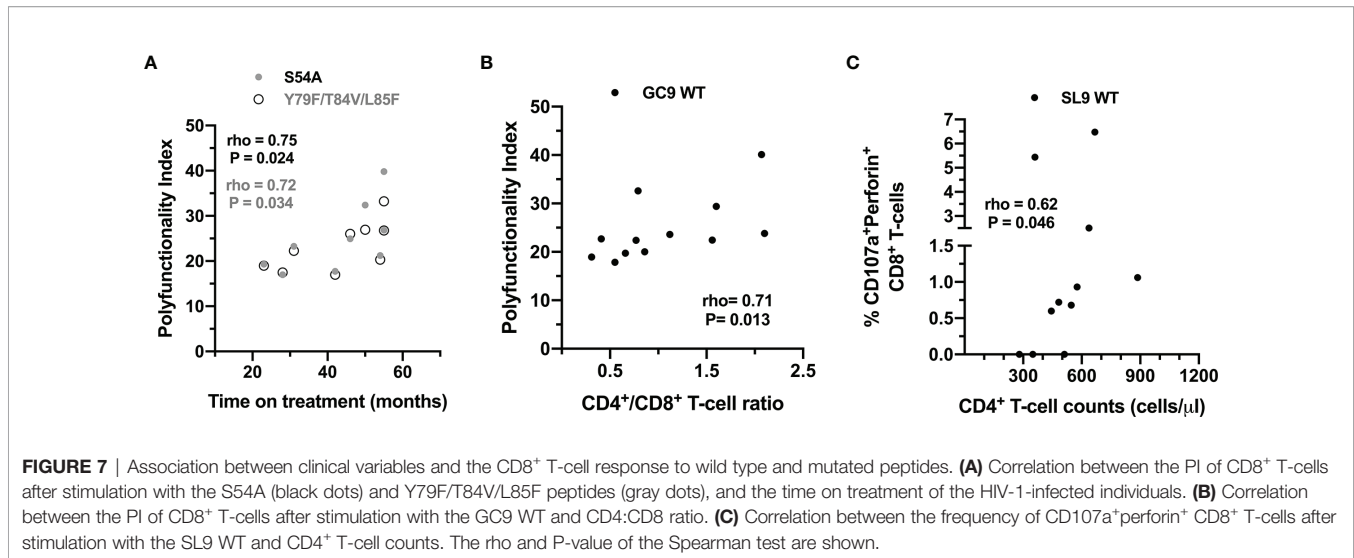 A
S54A
Y79F/T84V/L85F
rho = 0.75
P = 0.024
rho = 0.72
P = 0.034
Polyfunctionality Index
50
40
30
20
10
0
20 40 60
Time on treatment (months)
B
GC9 WT
Polyfunctionality Index
50
40
30
20
10
0
rho= 0.71
P= 0.013
0.5 1.5 2.5
CD4⁺/CD8⁺ T-cell ratio
C
SL9 WT
% CD107a⁺Perforin⁺
CD8⁺ T-cells
7
6
5
4
3
rho = 0.62
P = 0.046
1.5
1.0
0.5
0.0
300 600 900 1200
CD4⁺ T-cell counts (cells/µl)
FIGURE 7 | Association between clinical variables and the CD8⁺ T-cell response to wild type and mutated peptides. (A) Correlation between the PI of CD8⁺ T-cells
after stimulation with the S54A (black dots) and Y79F/T84V/L85F peptides (gray dots), and the time on treatment of the HIV-1-infected individuals. (B) Correlation
between the PI of CD8⁺ T-cells after stimulation with the GC9 WT and CD4:CD8 ratio. (C) Correlation between the frequency of CD107a⁺perforin⁺ CD8⁺ T-cells after
stimulation with the SL9 WT and CD4⁺ T-cell counts. The rho and P-value of the Spearman test are shown.